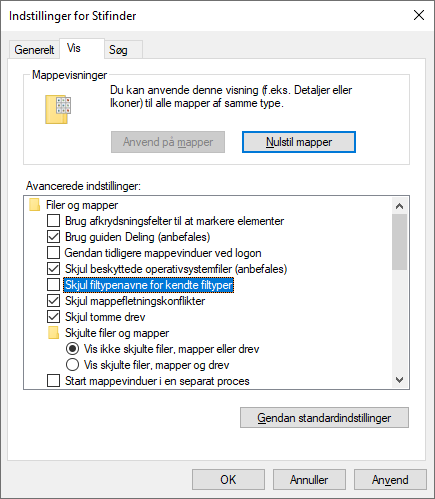 Indstillinger for Stifinder
Generelt
Vis
Søg
Mappevisninger
Du kan anvende denne visning (f.eks. Detaljer eller
Ikoner) til alle mapper af samme type.
Anvend på mapper
Nulstil mapper
Avancerede indstillinger:
Filer og mapper
Brug afkrydsningsfelter til at markere elementer
Brug guiden Deling (anbefales)
Gendan tidligere mappevinduer ved logon
Skjul beskyttede operativsystemfiler (anbefales)
Skjul filtypenavne for kendte filtyper
Skjul mappefletningskonflikter
Skjul tomme drev
Skjulte filer og mapper
Vis ikke skjulte filer, mapper eller drev
Vis skjulte filer, mapper og drev
Start mappevinduer i en separat proces
Gendan standardindstillinger
OK
Annuller
Anvend